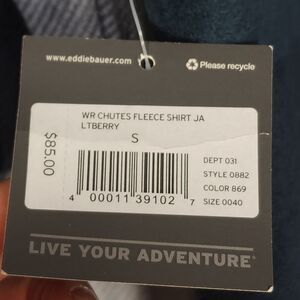 www.eddiebauer.com
Please recycle
WR CHUTES FLEECE SHIRT JA
LTBERRY
S
$85.00
DEPT 031
STYLE 0882
COLOR 869
SIZE 0040
4 00011 39102 7
LIVE YOUR ADVENTURE®